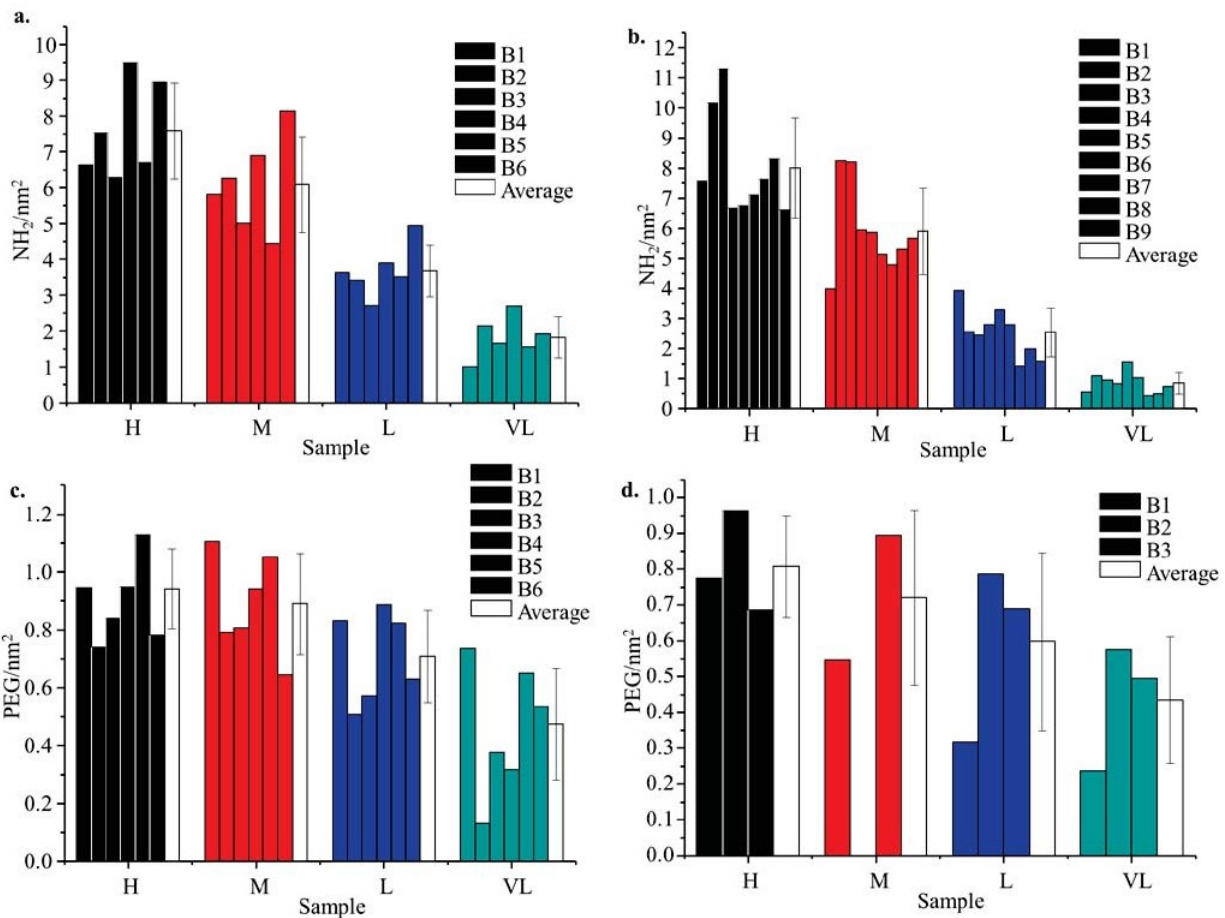 a.
10
9
8
7
6
5
4
3
2
1
0
NH₂/nm²
B1
B2
B3
B4
B5
B6
Average
H M L VL
Sample
b.
12
11
10
9
8
7
6
5
4
3
2
1
0
NH₂/nm²
B1
B2
B3
B4
B5
B6
B7
B8
B9
Average
H M L VL
Sample
c.
1.2
1.0
0.8
0.6
0.4
0.2
0.0
PEG/nm²
B1
B2
B3
B4
B5
B6
Average
H M L VL
Sample
d.
1.0
0.9
0.8
0.7
0.6
0.5
0.4
0.3
0.2
0.1
0.0
PEG/nm²
B1
B2
B3
Average
H M L VL
Sample